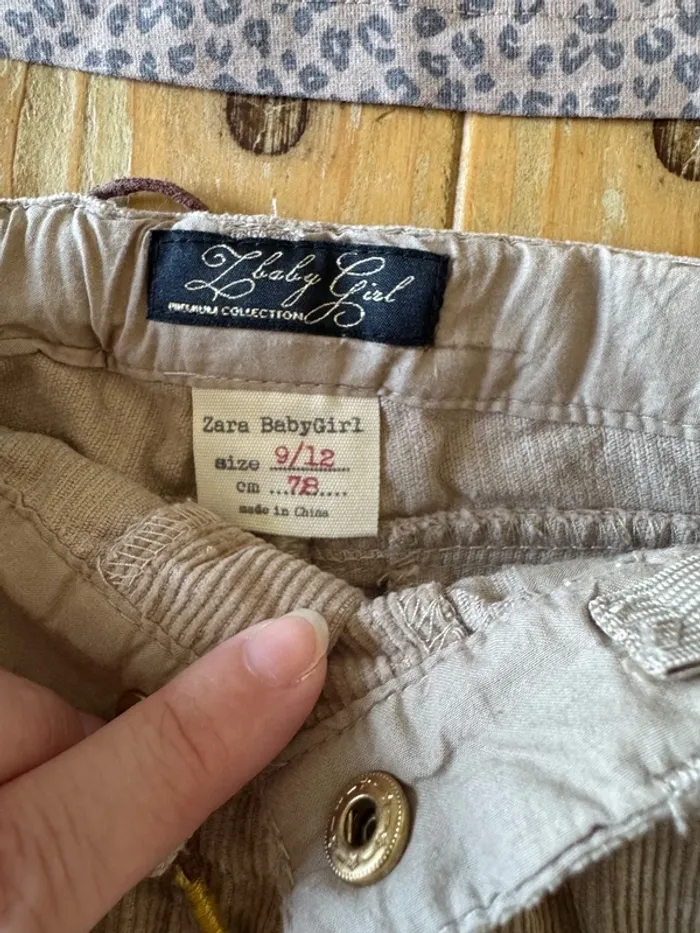 Zbaby Girl
PREMIUM COLLECTION
Zara BabyGirl
size 9/12
cm ....78.....
made in China